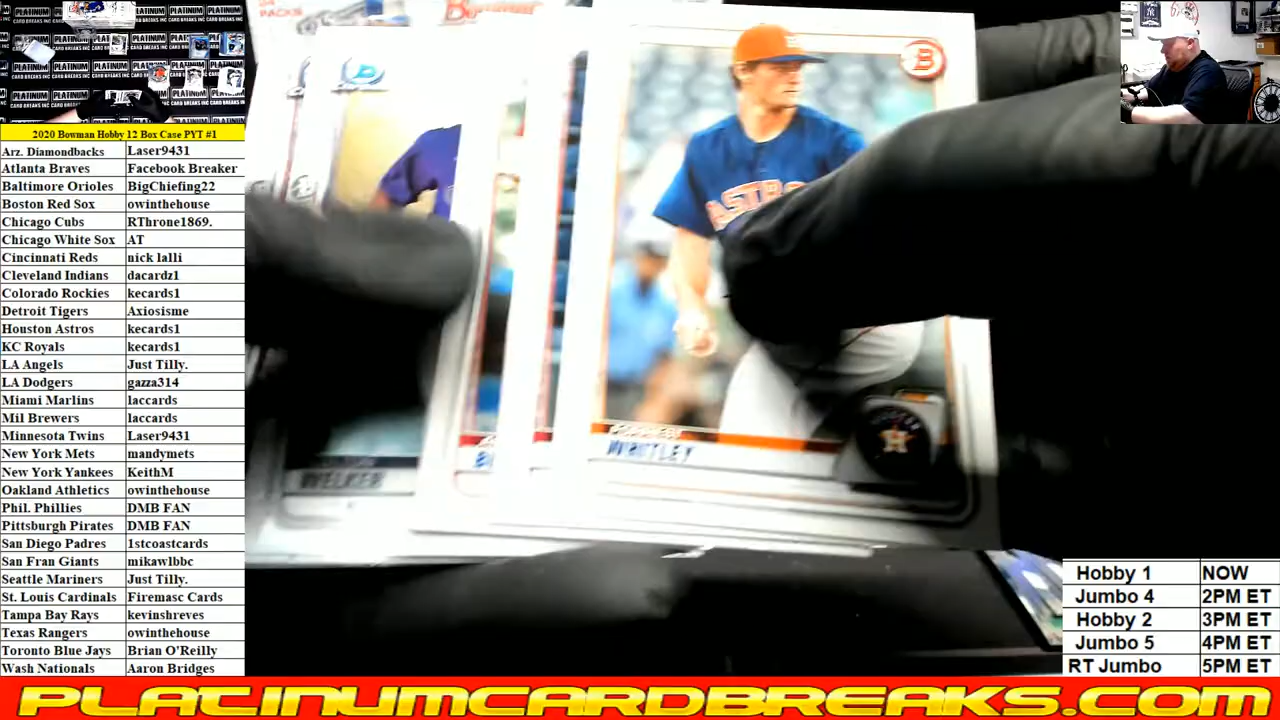 2020 Bowman Hobby 12 Box Case PYT #1
Arz. Diamondbacks Laser9431
Atlanta Braves Facebook Breaker
Baltimore Orioles BigChiefing22
Boston Red Sox owinthehouse
Chicago Cubs RThrone1869.
Chicago White Sox AT
Cincinnati Reds nick lalli
Cleveland Indians dacardz1
Colorado Rockies kecards1
Detroit Tigers Axiosisme
Houston Astros kecards1
KC Royals kecards1
LA Angels Just Tilly.
LA Dodgers gazza314
Miami Marlins laccards
Mil Brewers laccards
Minnesota Twins Laser9431
New York Mets mandymets
New York Yankees KeithM
Oakland Athletics owinthehouse
Phil. Phillies DMB FAN
Pittsburgh Pirates DMB FAN
San Diego Padres 1stcoastcards
San Fran Giants mikawlbbc
Seattle Mariners Just Tilly.
St. Louis Cardinals Firemasc Cards
Tampa Bay Rays kevinshreves
Texas Rangers owinthehouse
Toronto Blue Jays Brian O'Reilly
Wash Nationals Aaron Bridges
PACKS
Bowman
B
WELKER
WHITLEY
H
Hobby 1 NOW
Jumbo 4 2PM ET
Hobby 2 3PM ET
Jumbo 5 4PM ET
RT Jumbo 5PM ET
PLATINUMCARDBREAKS.COM